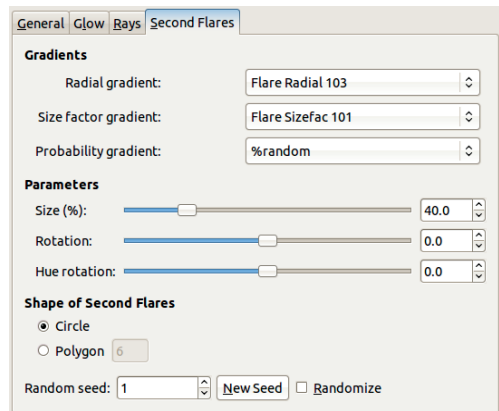 General Glow Rays Second Flares
Gradients
Radial gradient: Flare Radial 103
Size factor gradient: Flare Sizefac 101
Probability gradient: %random
Parameters
Size (%): 40.0
Rotation: 0.0
Hue rotation: 0.0
Shape of Second Flares
Circle
Polygon 6
Random seed: 1 New Seed Randomize